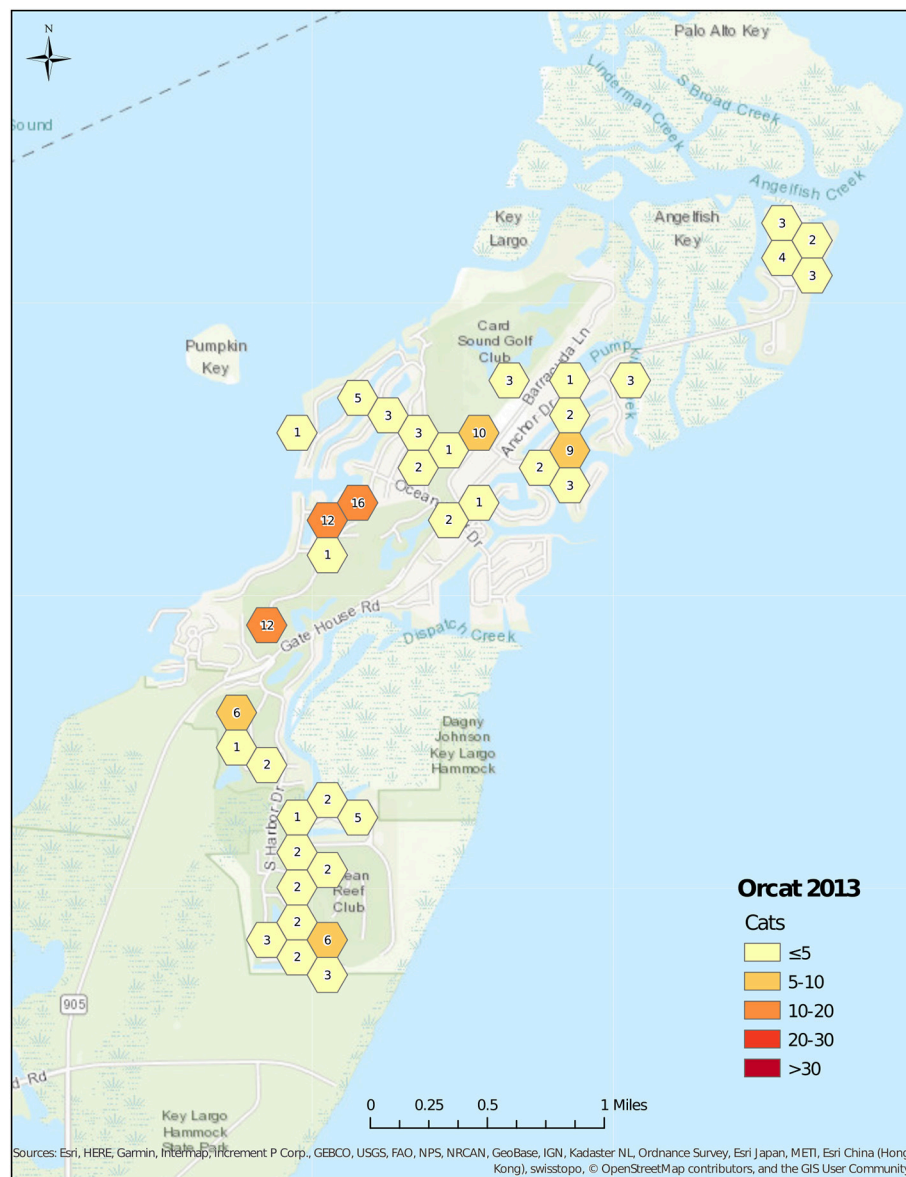 N
Palo Alto Key
Linderman Creek
S Broad Creek
Sound
Angelfish Creek
Key
Largo
Angelfish
Key
3
2
4
3
Card
Sound Golf
Club
Pumpkin
Key
Barracuda Ln
Anchor Dr
3
1
3
5
3
2
1
3
10
1
9
2
2
3
Ocean
Dr
16
1
12
2
1
12
Gate House Rd
Dispatch Creek
6
1
2
Dagny
Johnson
Key Largo
Hammock
S Harbor Dr
2
1
5
2
2
2
Reef
Club
2
3
6
2
3
Orcat 2013
Cats
≤5
5-10
10-20
20-30
>30
905
d Rd
Key Largo
Hammock
State Park
0 0.25 0.5 1 Miles
Sources: Esri, HERE, Garmin, Intermap, increment P Corp., GEBCO, USGS, FAO, NPS, NRCAN, GeoBase, IGN, Kadaster NL, Ordnance Survey, Esri Japan, METI, Esri China (Hong
Kong), swisstopo, © OpenStreetMap contributors, and the GIS User Community